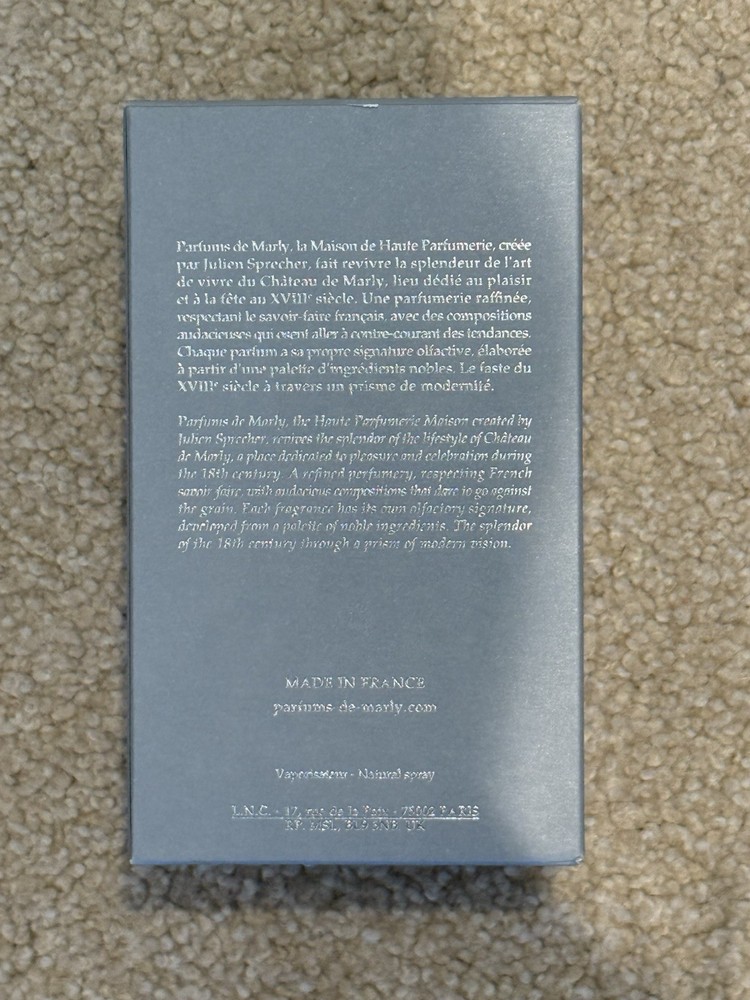 Parfums de Marly, la Maison de Haute Parfumerie, créée
par Julien Sprecher, fait revivre la splendeur de l'art
de vivre du Château de Marly, lieu dédié au plaisir
et à la fête au XVIIIᵉ siècle. Une parfumerie raffinée,
respectant le savoir-faire français, avec des compositions
audacieuses qui osent aller à contre-courant des tendances.
Chaque parfum a sa propre signature olfactive, élaborée
à partir d'une palette d'ingrédients nobles. Le faste du
XVIIIᵉ siècle à travers un prisme de modernité.
Parfums de Marly, the Haute Parfumerie Maison created by
Julien Sprecher, revives the splendor of the lifestyle of Château
de Marly, a place dedicated to pleasure and celebration during
the 18th century. A refined perfumery, respecting French
savoir faire, with audacious compositions that dare to go against
the grain. Each fragrance has its own olfactory signature,
developed from a palette of noble ingredients. The splendor
of the 18th century through a prism of modern vision.
MADE IN FRANCE
parfums-de-marly.com
Vaporisateur - Natural spray
rue de la Paix - 75002 PARIS
UK